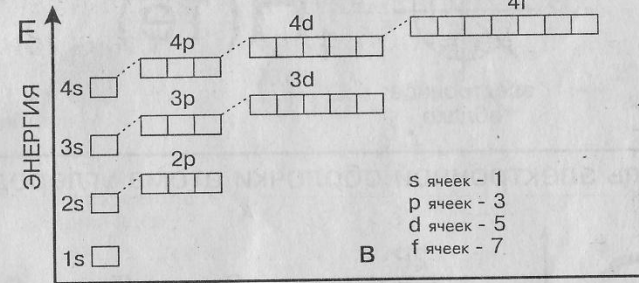 4f
4d
E
4p
4s
3d
3p
3s
2p
2s
1s
ЭНЕРГИЯ
s ячеек - 1
p ячеек - 3
d ячеек - 5
f ячеек - 7
В